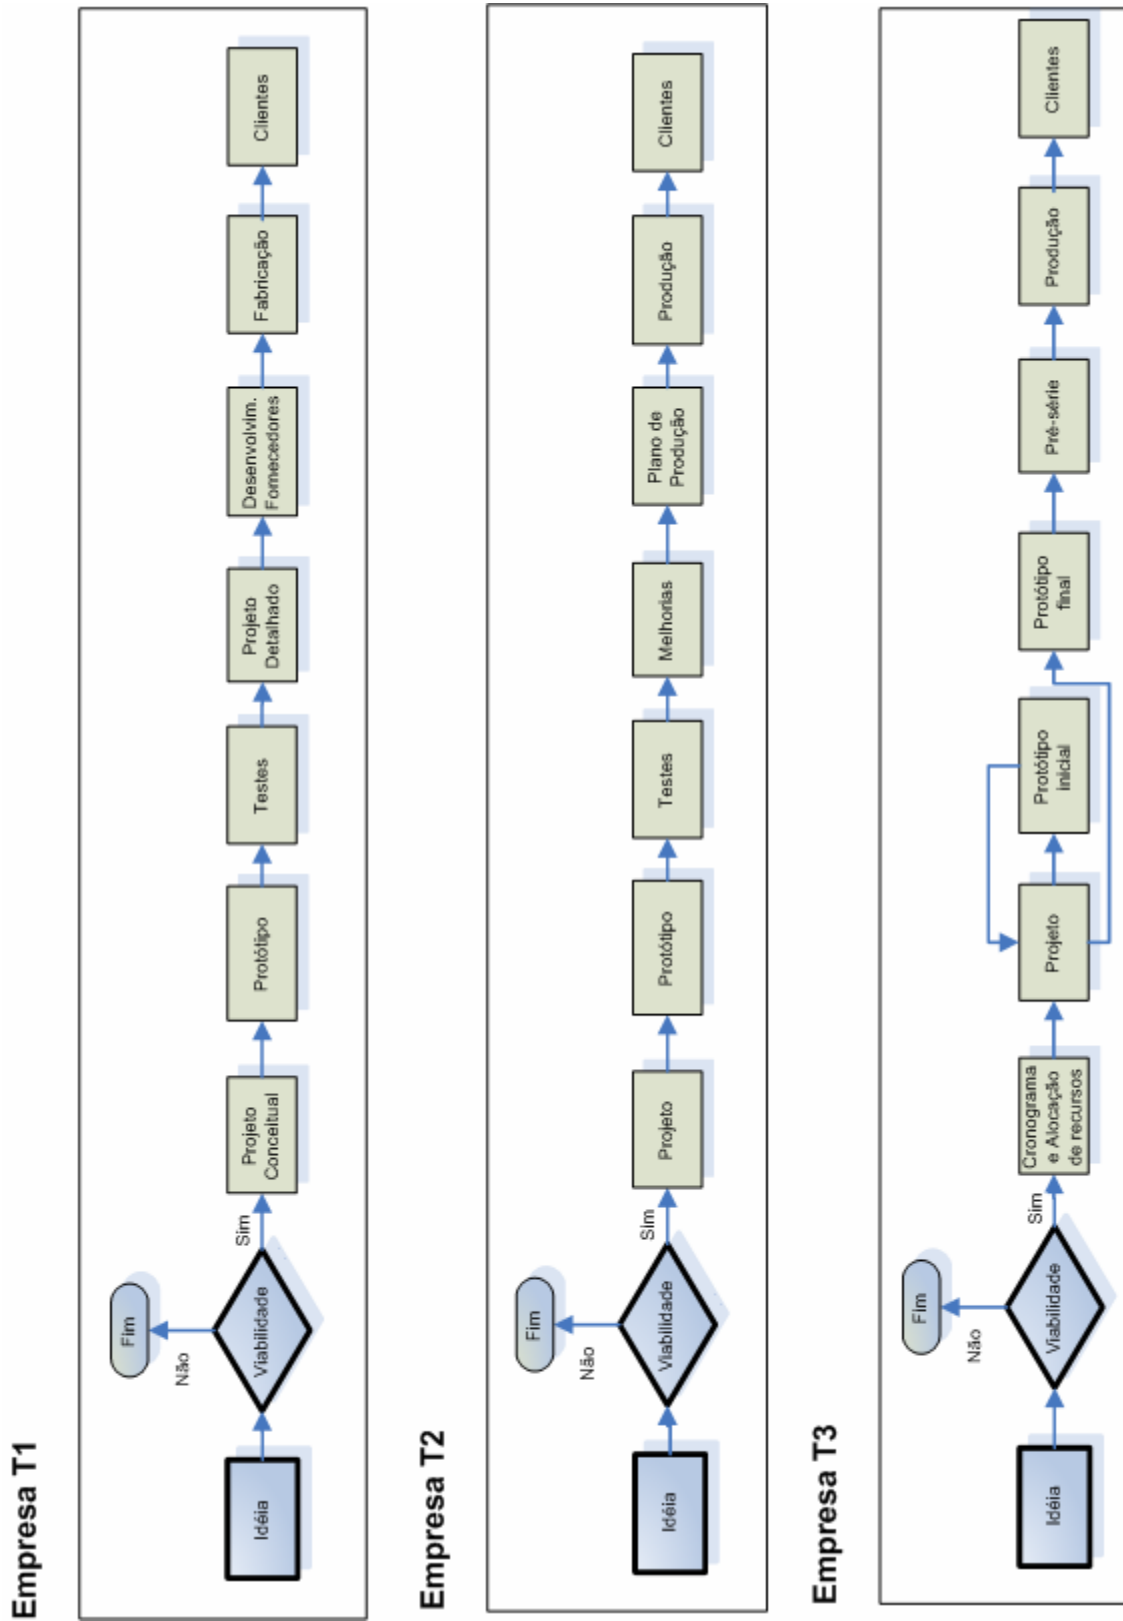 Empresa T1
Idéia
Viabilidade
Não
Fim
Sim
Projeto
Conceitual
Protótipo
Testes
Projeto
Detalhado
Desenvolvim.
Fornecedores
Fabricação
Clientes
Empresa T2
Idéia
Viabilidade
Não
Fim
Sim
Projeto
Protótipo
Testes
Melhorias
Plano de
Produção
Produção
Clientes
Empresa T3
Idéia
Viabilidade
Não
Fim
Sim
Cronograma
e Alocação
de recursos
Projeto
Protótipo
inicial
Protótipo
final
Pré-série
Produção
Clientes